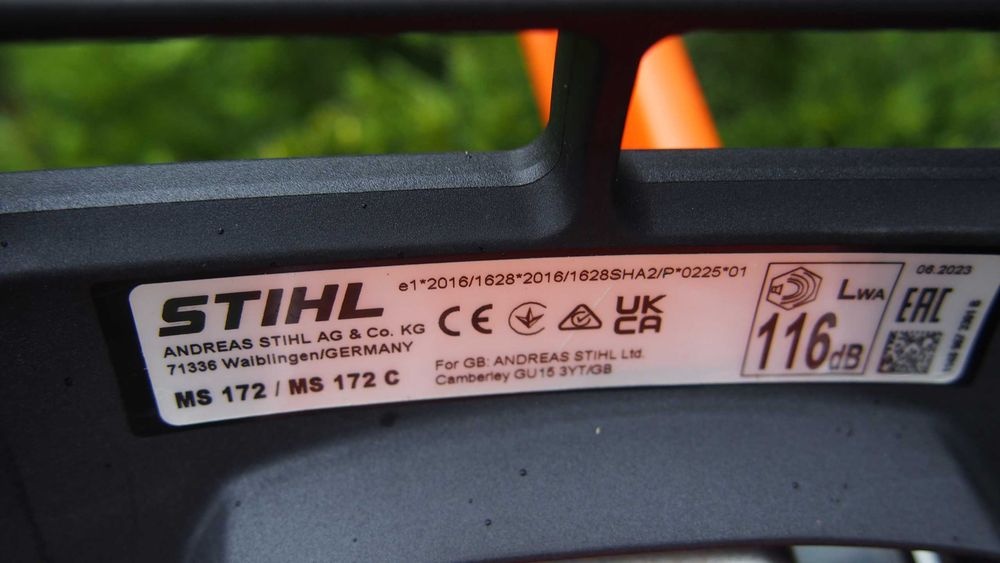 STIHL
e1*2016/1628*2016/1628SHA2/P*0225*01
ANDREAS STIHL AG & Co. KG
71336 Waiblingen/GERMANY
MS 172 / MS 172 C
CE
UK
CA
For GB: ANDREAS STIHL Ltd.
Camberley GU15 3YT/GB
LWA
116dB
06.2023
EAC